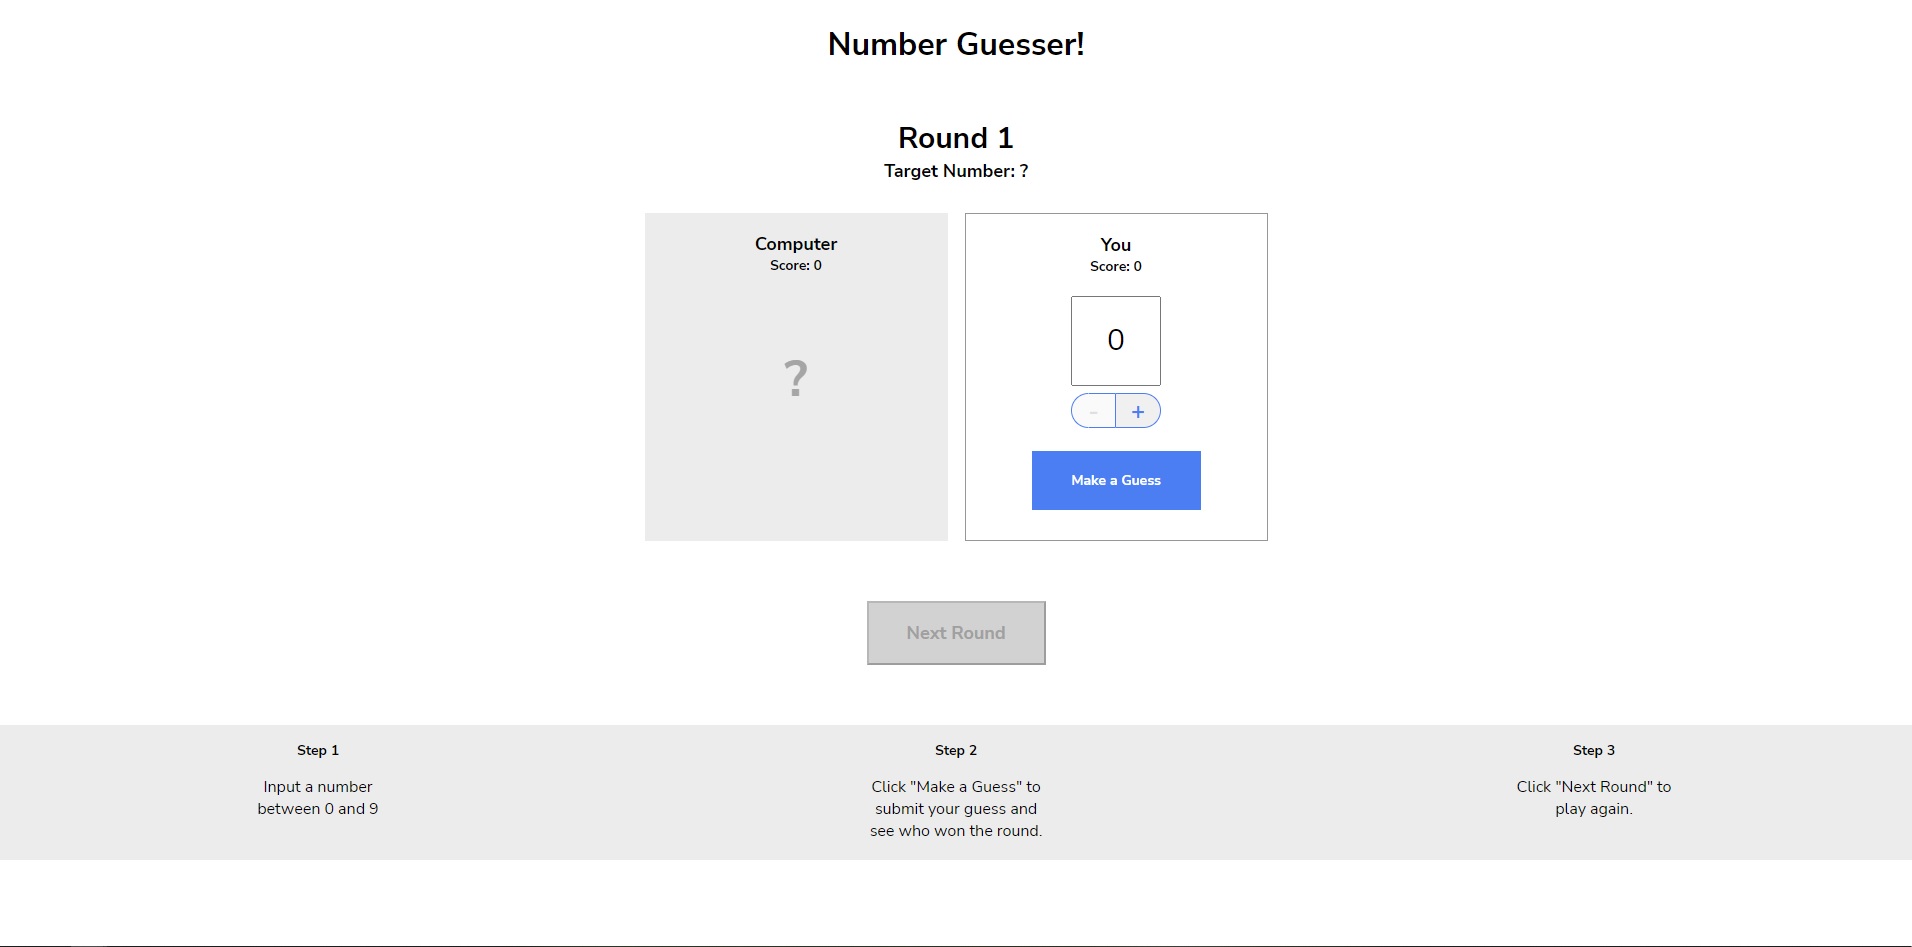 Number Guesser!
Round 1
Target Number: ?
Computer
Score: 0
?
You
Score: 0
0
- +
Make a Guess
Next Round
Step 1
Input a number
between 0 and 9
Step 2
Click "Make a Guess" to
submit your guess and
see who won the round.
Step 3
Click "Next Round" to
play again.